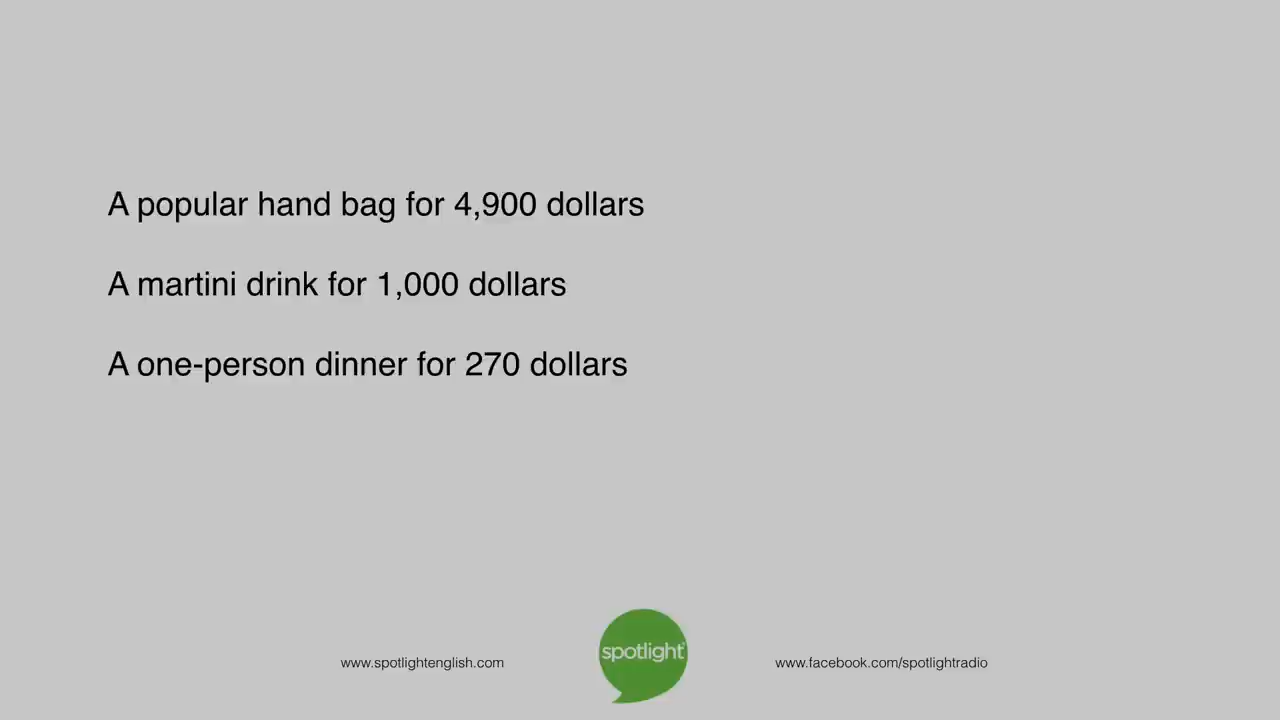 A popular hand bag for 4,900 dollars
A martini drink for 1,000 dollars
A one-person dinner for 270 dollars
www.spotlightenglish.com
spotlight
www.facebook.com/spotlightradio